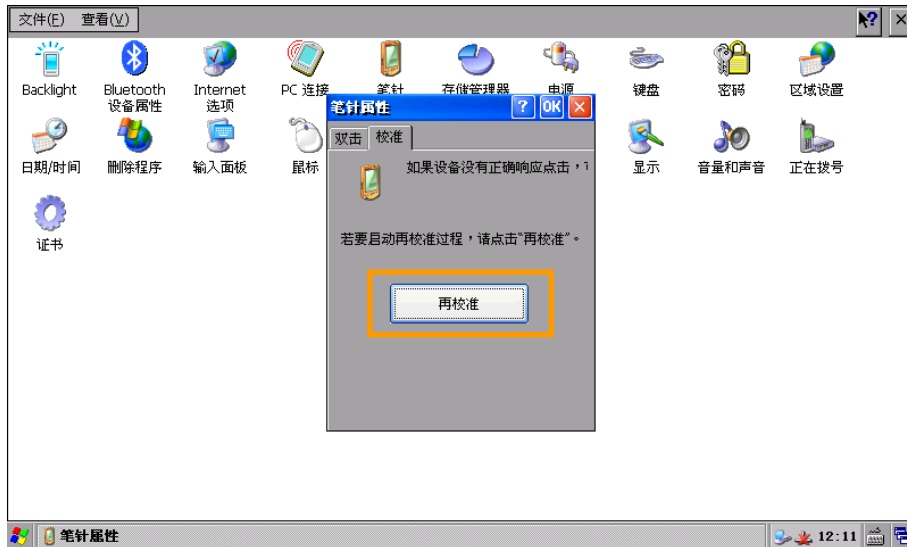 文件(F) 查看(V)
Backlight
Bluetooth
设备属性
Internet
选项
PC 连接
笔针
存储管理器
电源
键盘
密码
区域设置
日期/时间
删除程序
输入面板
鼠标
显示
音量和声音
正在拨号
证书
笔针属性 ? OK
双击 校准
如果设备没有正确响应点击，
若要启动再校准过程，请点击“再校准”。
再校准
笔针属性
12:11